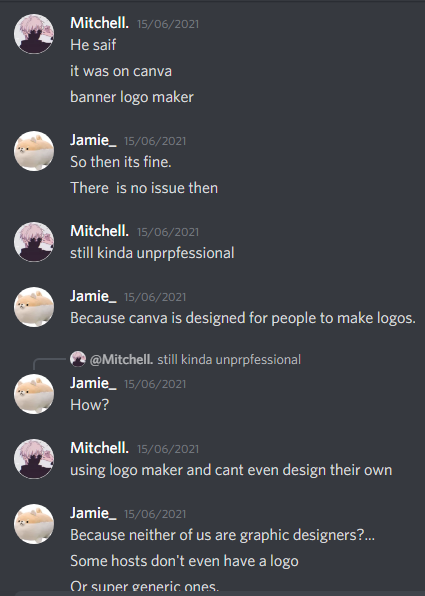 Mitchell. 15/06/2021
He saif
it was on canva
banner logo maker
Jamie_ 15/06/2021
So then its fine.
There is no issue then
Mitchell. 15/06/2021
still kinda unprpfessional
Jamie_ 15/06/2021
Because canva is designed for people to make logos.
@Mitchell. still kinda unprpfessional
Jamie_ 15/06/2021
How?
Mitchell. 15/06/2021
using logo maker and cant even design their own
Jamie_ 15/06/2021
Because neither of us are graphic designers?...
Some hosts don't even have a logo
Or super generic ones.